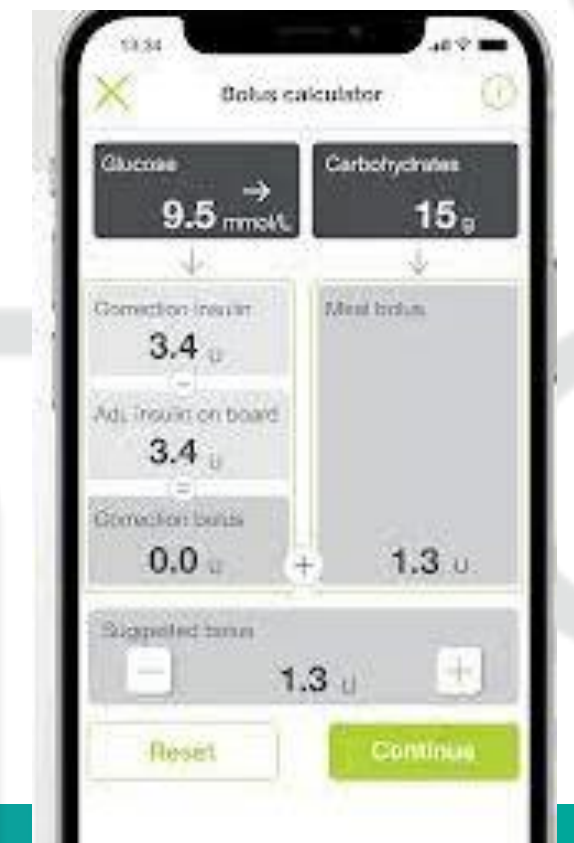 13:34
Bolus calculator
i
Glucose
9.5 mmol/L
Carbohydrates
15 g
Correction insulin
3.4 U
−
Adj. insulin on board
3.4 U
=
Correction bolus
0.0 U
+
Meal bolus
1.3 U
Suggested bolus
− 1.3 U +
Reset
Continue